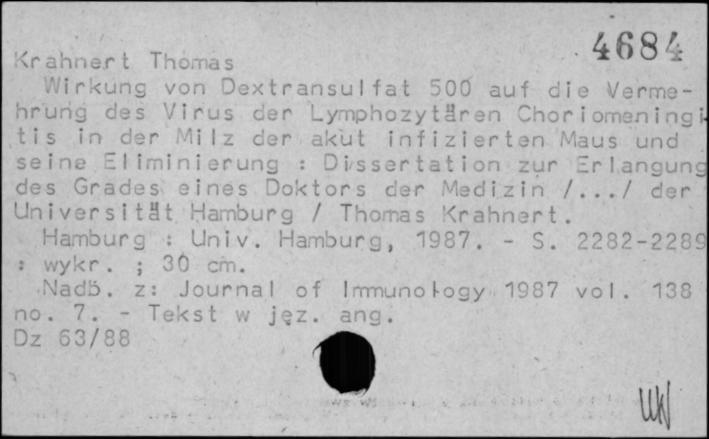 4684
Krahnert Thomas
Wirkung von Dextransulfat 500 auf die Verme-
hrung des Virus der Lymphozytären Choriomeningi-
tis in der Milz der akut infizierten Maus und
seine Eliminierung : Dissertation zur Erlangung
des Grades eines Doktors der Medizin /.../ der
Universität Hamburg / Thomas Krahnert.
Hamburg : Univ. Hamburg, 1987. - S. 2282-2289
: wykr. ; 30 cm.
Nadb. z: Journal of Immunology 1987 vol. 138
no. 7. - Tekst w jęz. ang.
Dz 63/88